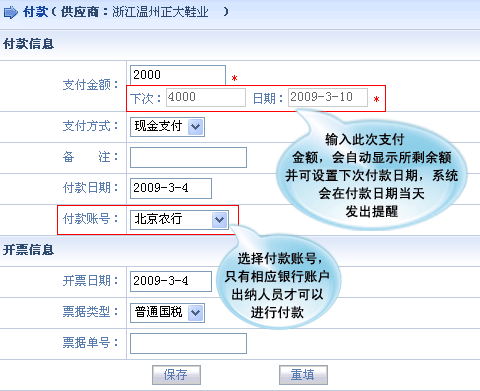 付款(供应商：浙江温州正大鞋业 )
付款信息
支付金额： 2000 *
下次： 4000 日期： 2009-3-10 *
支付方式： 现金支付
备 注：
付款日期： 2009-3-4
付款账号： 北京农行
输入此次支付
金额，会自动显示所剩余额
并可设置下次付款日期，系统
会在付款日期当天
发出提醒
开票信息
选择付款账号，
只有相应银行账户
出纳人员才可以
进行付款
开票日期： 2009-3-4
票据类型： 普通国税
票据单号：
保存 重填